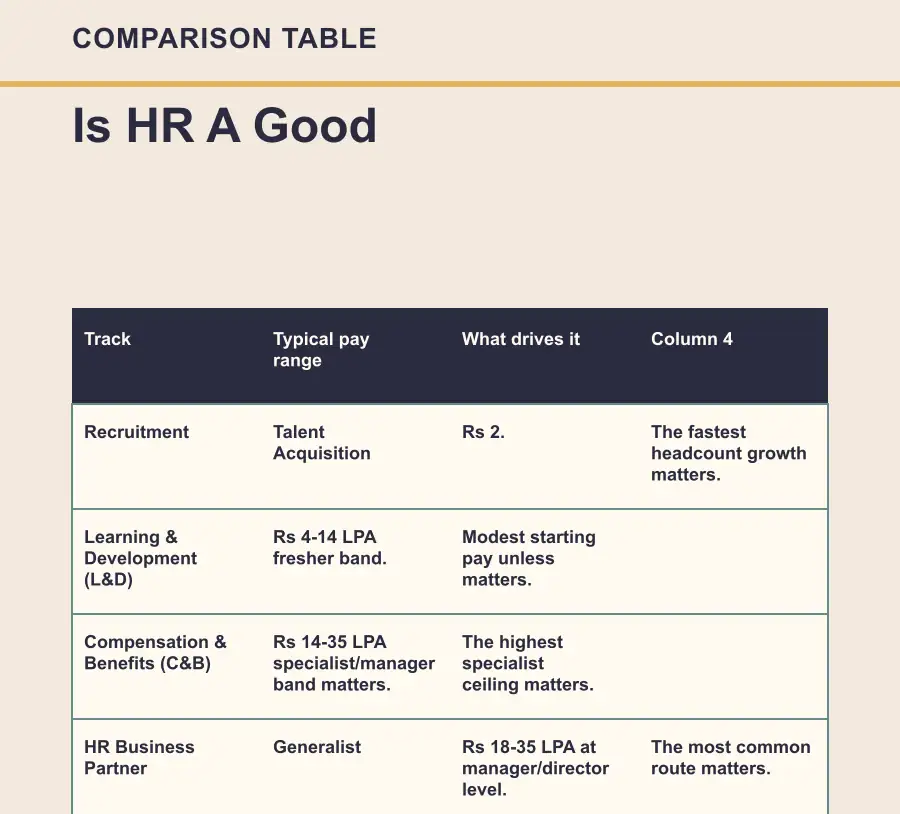 COMPARISON TABLE
Is HR A Good
Track
Typical pay
range
What drives it
Column 4
Recruitment
Talent
Acquisition
Rs 2.
The fastest
headcount growth
matters.
Learning &
Development
(L&D)
Rs 4-14 LPA
fresher band.
Modest starting
pay unless
matters.
Compensation &
Benefits (C&B)
Rs 14-35 LPA
specialist/manager
band matters.
The highest
specialist
ceiling matters.
HR Business
Partner
Generalist
Rs 18-35 LPA at
manager/director
level.
The most common
route matters.